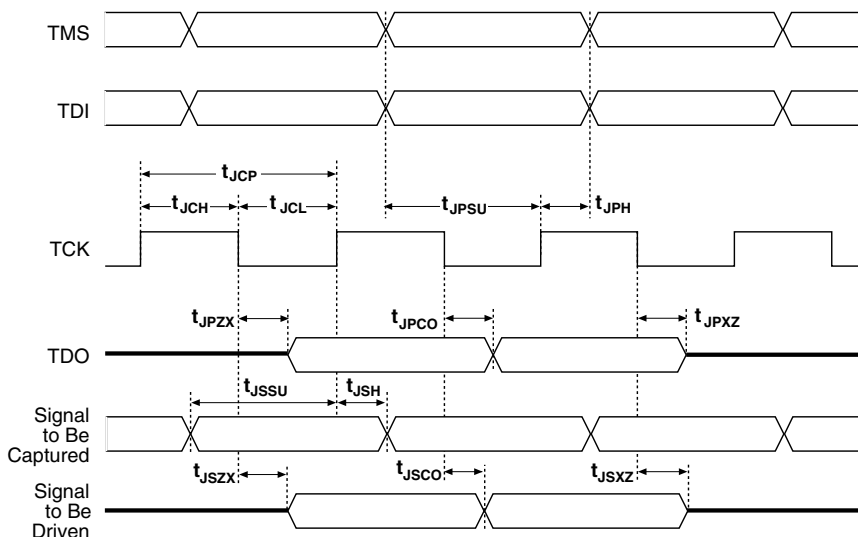 TMS
TDI
tJCP
tJCH
tJCL
tJPSU
tJPH
TCK
tJPZX
tJPCO
tJPXZ
TDO
tJSSU
tJSH
Signal
to Be
Captured
tJSZX
tJSCO
tJSXZ
Signal
to Be
Driven